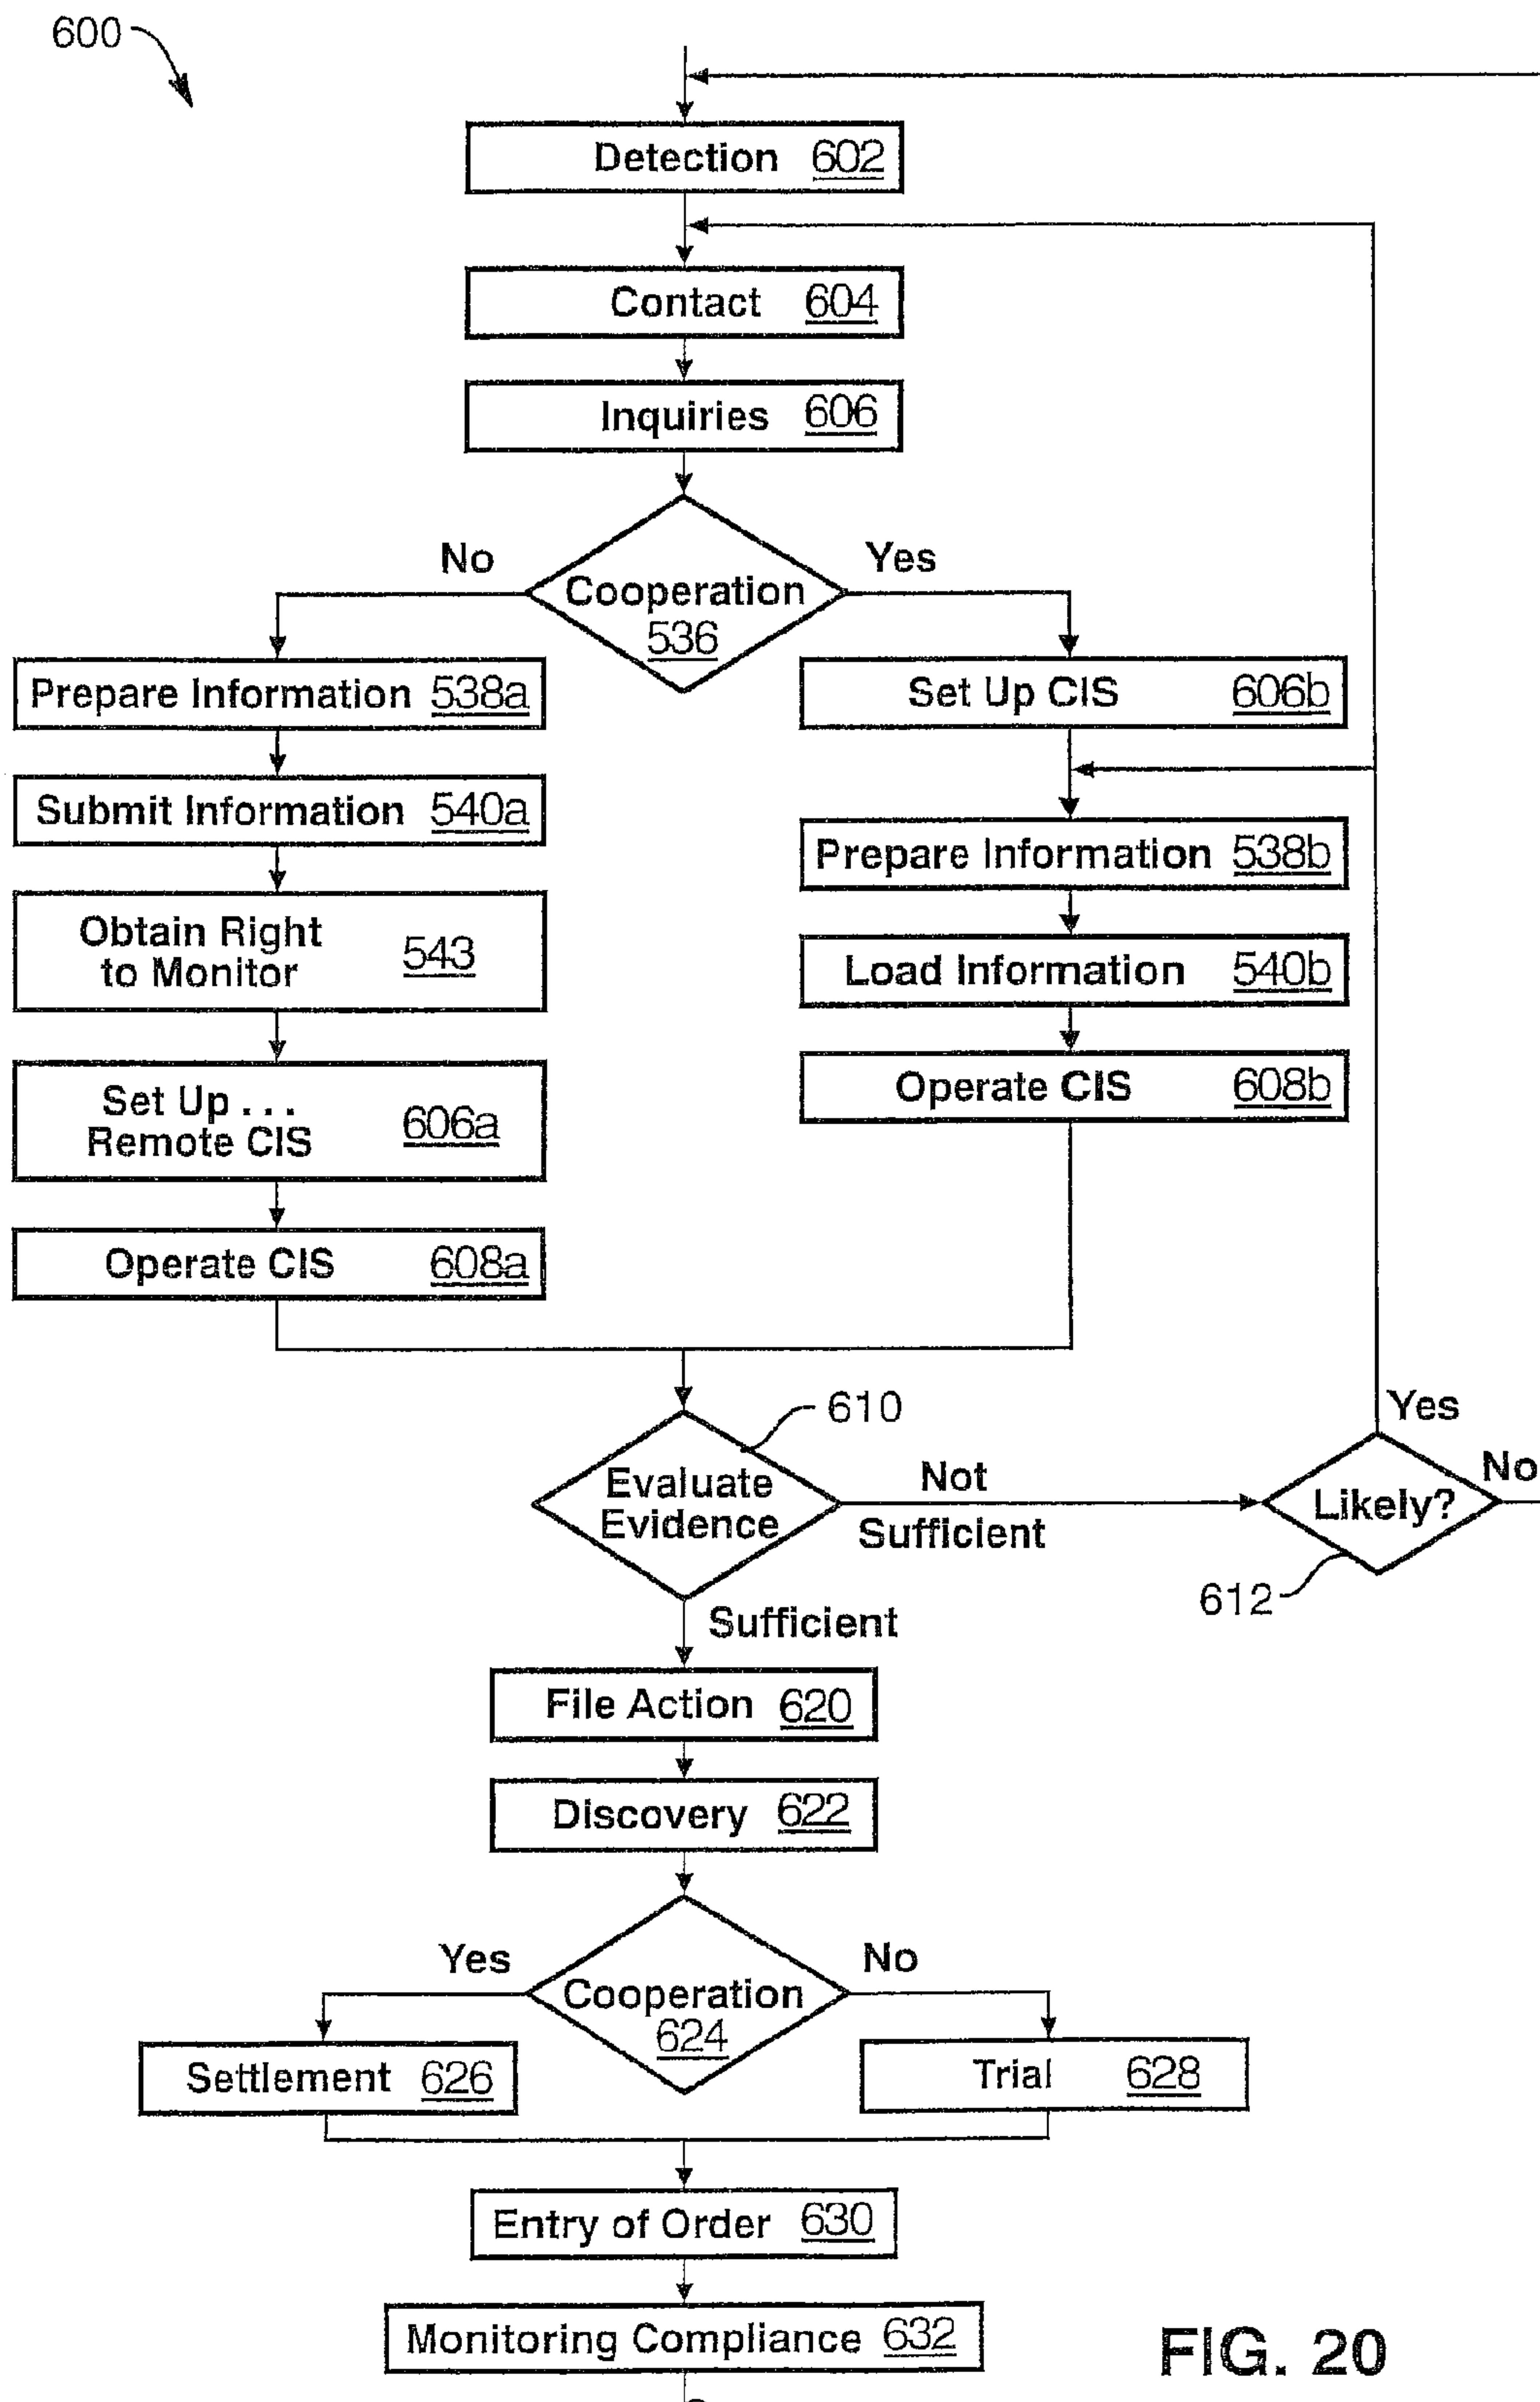 600
Detection 602
Contact 604
Inquiries 606
No
Yes
Cooperation
536
Prepare Information 538a
Set Up CIS 606b
Submit Information 540a
Prepare Information 538b
Obtain Right
to Monitor 543
Load Information 540b
Set Up ...
Remote CIS 606a
Operate CIS 608b
Operate CIS 608a
610
Evaluate
Evidence
Not
Sufficient
Yes
No
Likely?
612
Sufficient
File Action 620
Discovery 622
Yes
No
Cooperation
624
Settlement 626
Trial 628
Entry of Order 630
Monitoring Compliance 632
FIG. 20